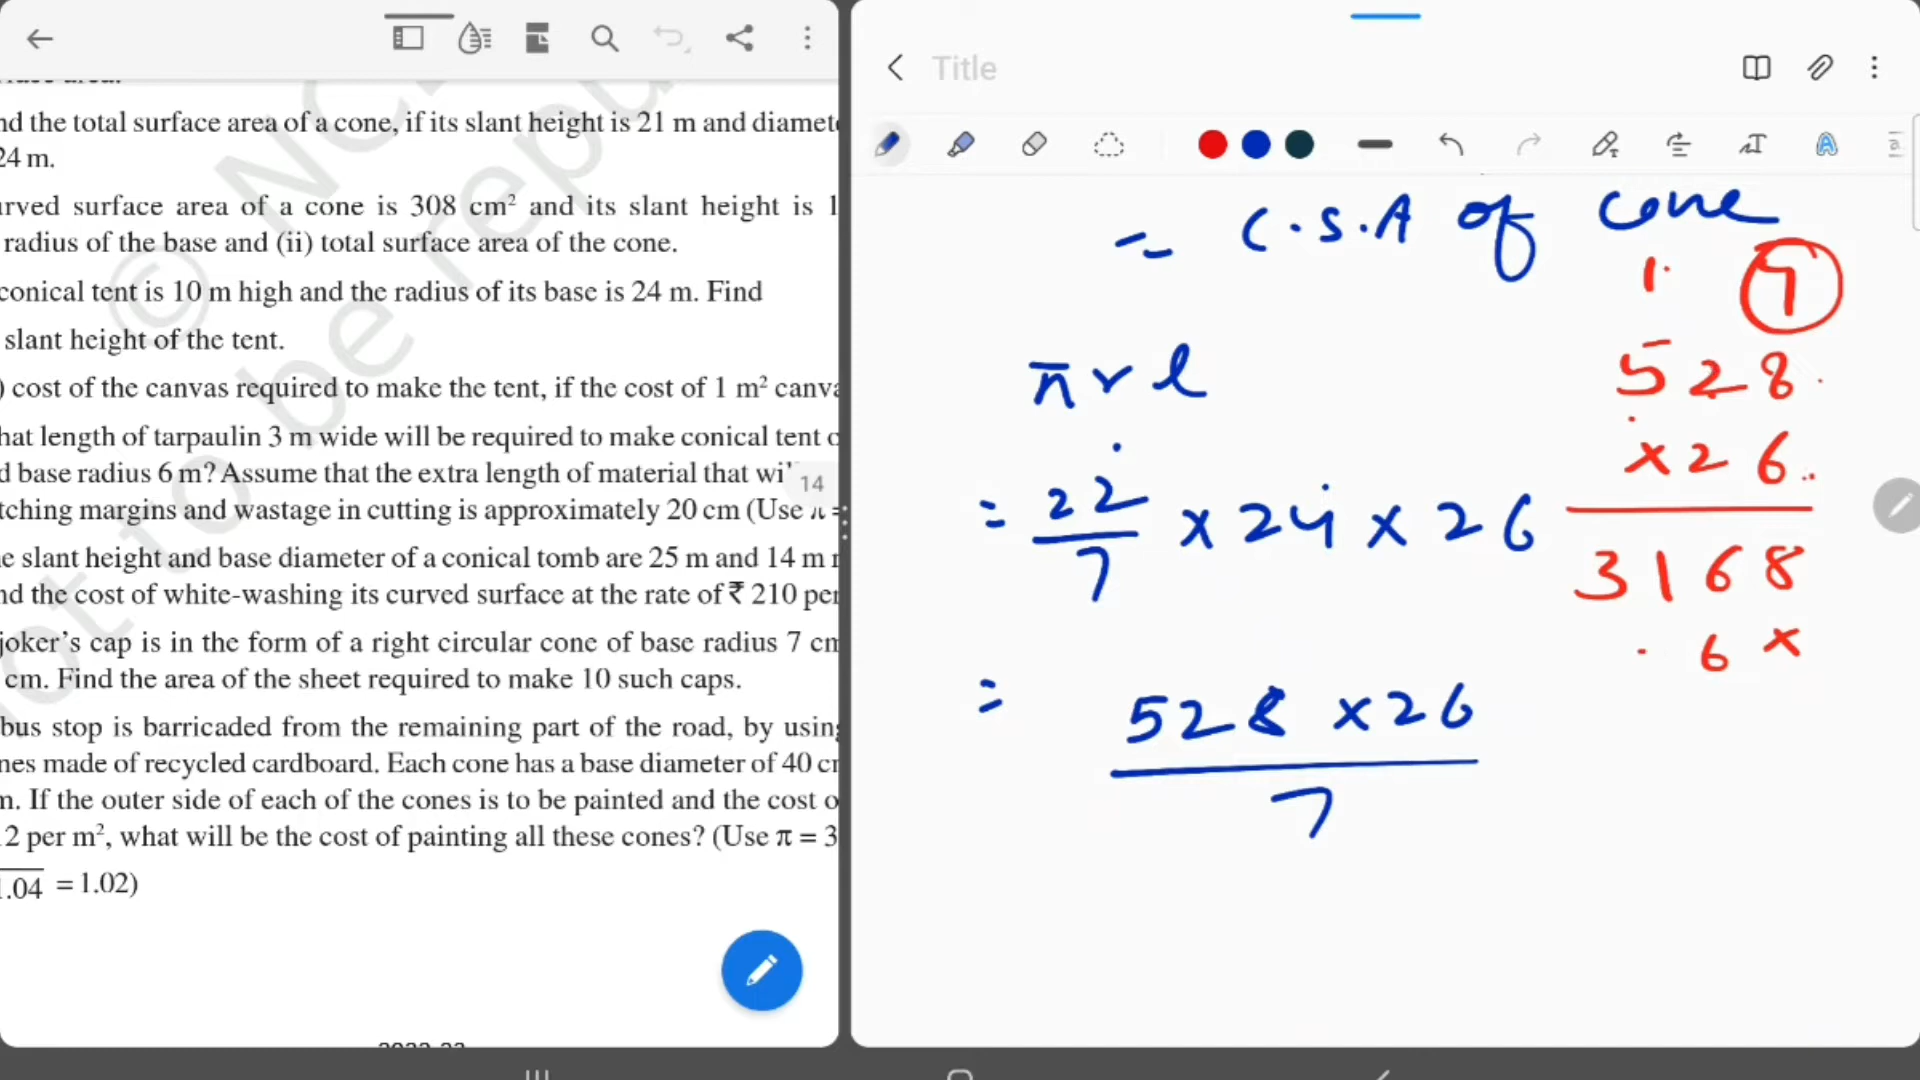 nd the total surface area of a cone, if its slant height is 21 m and diamete
24 m.
rved surface area of a cone is 308 cm² and its slant height is 1
radius of the base and (ii) total surface area of the cone.
conical tent is 10 m high and the radius of its base is 24 m. Find
slant height of the tent.
) cost of the canvas required to make the tent, if the cost of 1 m² canva
hat length of tarpaulin 3 m wide will be required to make conical tent o
d base radius 6 m? Assume that the extra length of material that wil
14
tching margins and wastage in cutting is approximately 20 cm (Use π =
e slant height and base diameter of a conical tomb are 25 m and 14 m r
nd the cost of white-washing its curved surface at the rate of ₹ 210 per
joker's cap is in the form of a right circular cone of base radius 7 cm
cm. Find the area of the sheet required to make 10 such caps.
bus stop is barricaded from the remaining part of the road, by using
nes made of recycled cardboard. Each cone has a base diameter of 40 cm
m. If the outer side of each of the cones is to be painted and the cost o
2 per m², what will be the cost of painting all these cones? (Use π = 3
1.04 = 1.02)
Title
= C.S.A of cone
πrl
= 22/7 × 24 × 26
= 528 × 26
7
1 7
528
×26
3168
6 ×